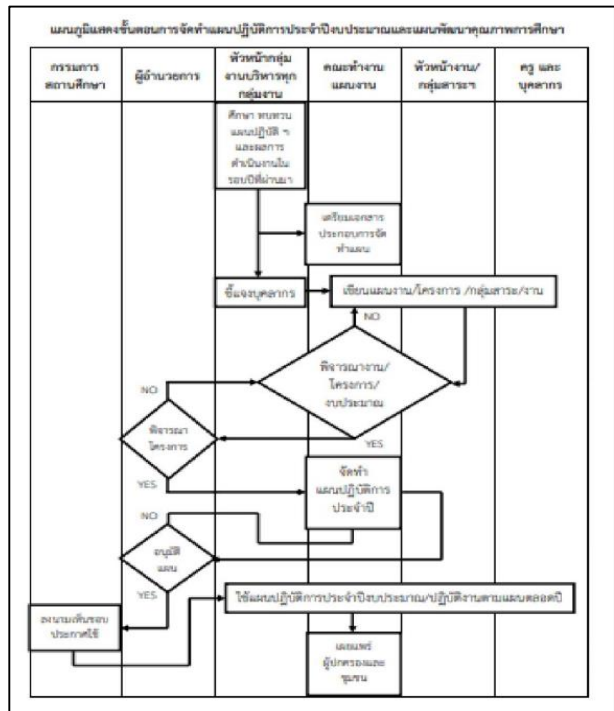 แผนภูมิแสดงขั้นตอนการจัดทำแผนปฏิบัติการประจำปีงบประมาณและแผนพัฒนาคุณภาพการศึกษา
กรรมการ
สถานศึกษา
ผู้อำนวยการ
หัวหน้ากลุ่ม
งานบริหารทุก
กลุ่มงาน
คณะทำงาน
แผนงาน
หัวหน้างาน/
กลุ่มสาระฯ
ครู และ
บุคลากร
ศึกษา ทบทวน
แผนปฏิบัติ ฯ
และผลการ
ดำเนินงานใน
รอบปีที่ผ่านมา
เตรียมเอกสาร
ประกอบการจัด
ทำแผน
ชี้แจงบุคลากร
เขียนแผนงาน/โครงการ /กลุ่มสาระ/งาน
NO
พิจารณางาน/
โครงการ/
งบประมาณ
NO
พิจารณา
โครงการ
YES
YES
จัดทำ
แผนปฏิบัติการ
ประจำปี
NO
อนุมัติ
แผน
YES
ใช้แผนปฏิบัติการประจำปีงบประมาณ/ปฏิบัติงานตามแผนตลอดปี
ลงนามเห็นชอบ
ประกาศใช้
เผยแพร่
ผู้ปกครองและ
ชุมชน